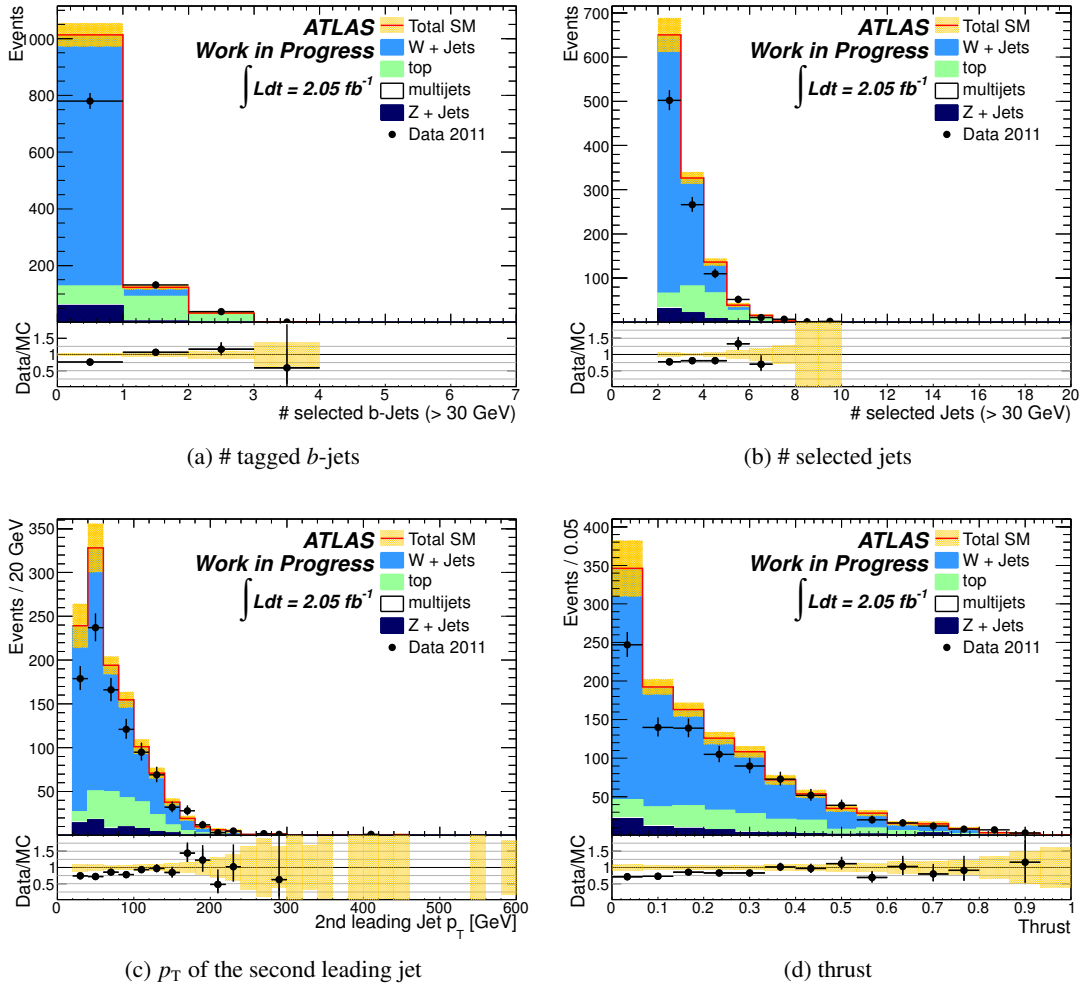 Events
1000
800
600
400
200
ATLAS
Work in Progress
∫ Ldt = 2.05 fb⁻¹
Total SM
W + Jets
top
multijets
Z + Jets
Data 2011
Data/MC
1.5
1
0.5
0 1 2 3 4 5 6 7
# selected b-Jets (> 30 GeV)
(a) # tagged b-jets
Events
700
600
500
400
300
200
100
ATLAS
Work in Progress
∫ Ldt = 2.05 fb⁻¹
Total SM
W + Jets
top
multijets
Z + Jets
Data 2011
Data/MC
1.5
1
0.5
0 2 4 6 8 10 12 14 16 18 20
# selected Jets (> 30 GeV)
(b) # selected jets
Events / 20 GeV
350
300
250
200
150
100
50
ATLAS
Work in Progress
∫ Ldt = 2.05 fb⁻¹
Total SM
W + Jets
top
multijets
Z + Jets
Data 2011
Data/MC
1.5
1
0.5
0 100 200 300 400 500 600
2nd leading Jet p_T [GeV]
(c) p_T of the second leading jet
Events / 0.05
400
350
300
250
200
150
100
50
ATLAS
Work in Progress
∫ Ldt = 2.05 fb⁻¹
Total SM
W + Jets
top
multijets
Z + Jets
Data 2011
Data/MC
1.5
1
0.5
0 0.1 0.2 0.3 0.4 0.5 0.6 0.7 0.8 0.9 1
Thrust
(d) thrust